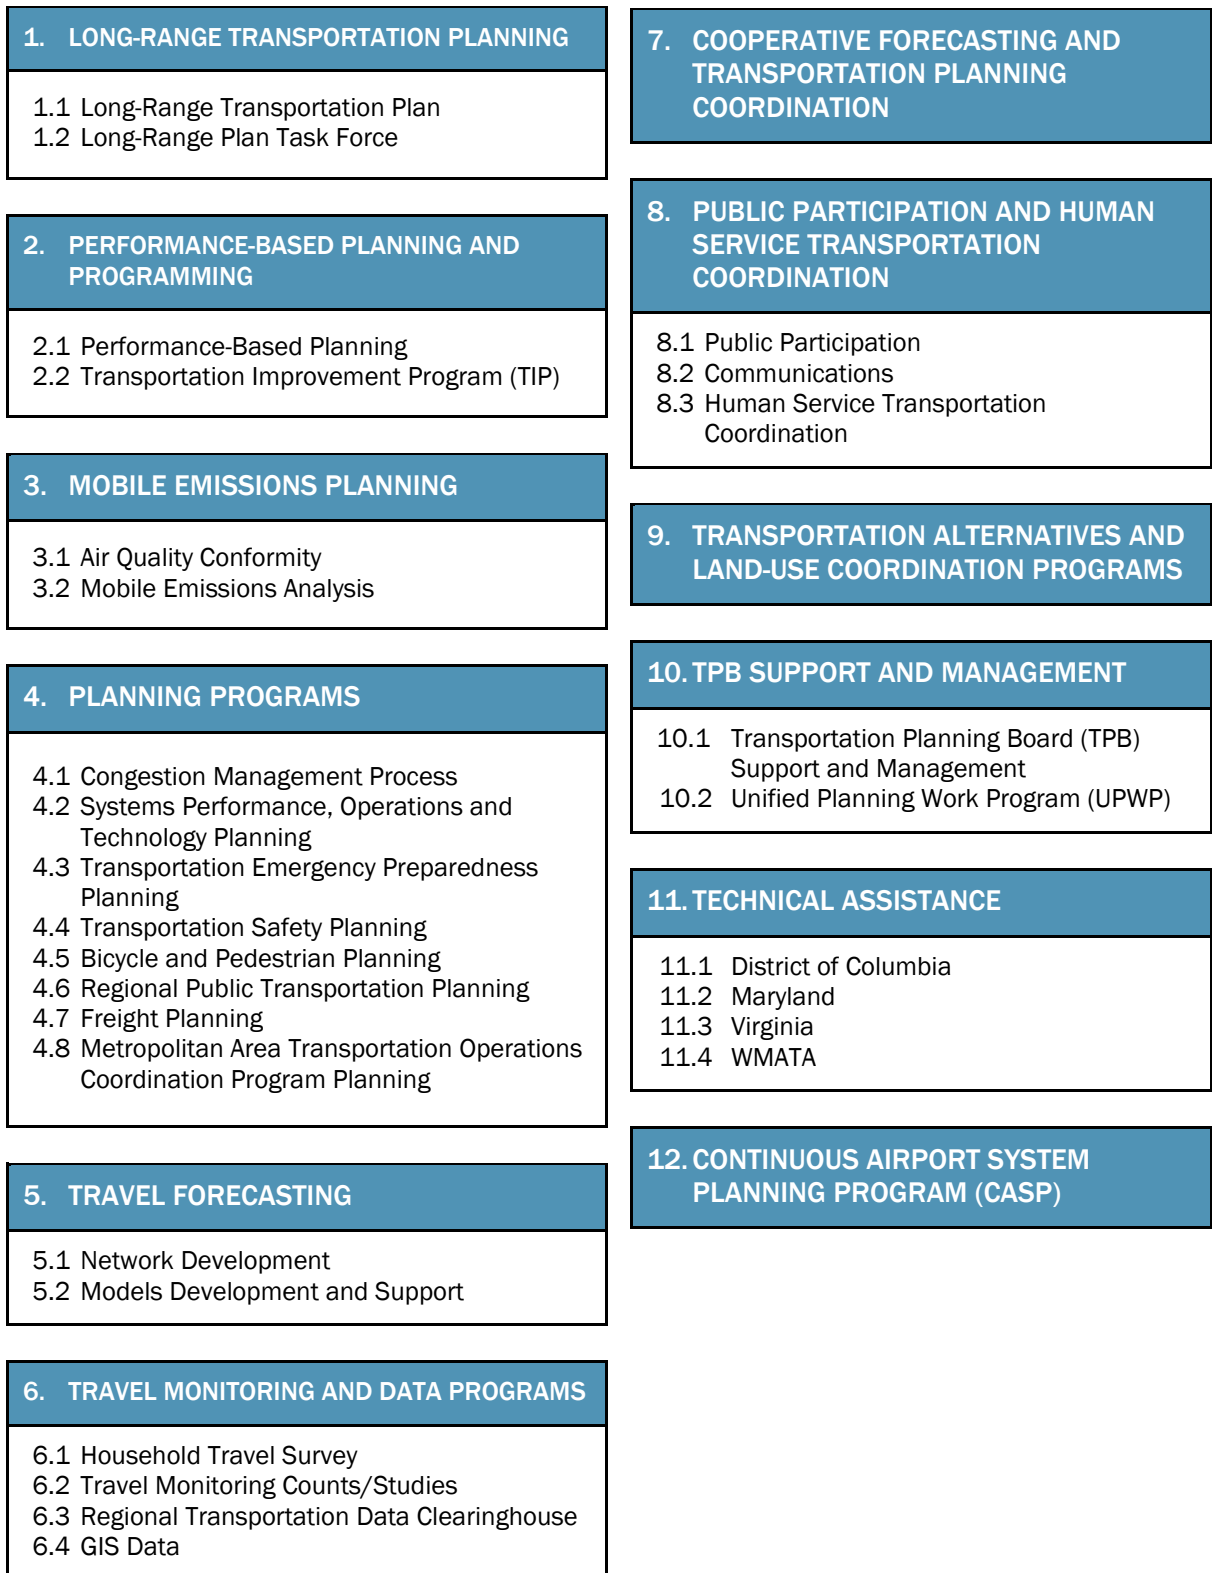 1. LONG-RANGE TRANSPORTATION PLANNING
1.1 Long-Range Transportation Plan
1.2 Long-Range Plan Task Force
2. PERFORMANCE-BASED PLANNING AND
PROGRAMMING
2.1 Performance-Based Planning
2.2 Transportation Improvement Program (TIP)
3. MOBILE EMISSIONS PLANNING
3.1 Air Quality Conformity
3.2 Mobile Emissions Analysis
4. PLANNING PROGRAMS
4.1 Congestion Management Process
4.2 Systems Performance, Operations and
Technology Planning
4.3 Transportation Emergency Preparedness
Planning
4.4 Transportation Safety Planning
4.5 Bicycle and Pedestrian Planning
4.6 Regional Public Transportation Planning
4.7 Freight Planning
4.8 Metropolitan Area Transportation Operations
Coordination Program Planning
5. TRAVEL FORECASTING
5.1 Network Development
5.2 Models Development and Support
6. TRAVEL MONITORING AND DATA PROGRAMS
6.1 Household Travel Survey
6.2 Travel Monitoring Counts/Studies
6.3 Regional Transportation Data Clearinghouse
6.4 GIS Data
7. COOPERATIVE FORECASTING AND
TRANSPORTATION PLANNING
COORDINATION
8. PUBLIC PARTICIPATION AND HUMAN
SERVICE TRANSPORTATION
COORDINATION
8.1 Public Participation
8.2 Communications
8.3 Human Service Transportation
Coordination
9. TRANSPORTATION ALTERNATIVES AND
LAND-USE COORDINATION PROGRAMS
10. TPB SUPPORT AND MANAGEMENT
10.1 Transportation Planning Board (TPB)
Support and Management
10.2 Unified Planning Work Program (UPWP)
11. TECHNICAL ASSISTANCE
11.1 District of Columbia
11.2 Maryland
11.3 Virginia
11.4 WMATA
12. CONTINUOUS AIRPORT SYSTEM
PLANNING PROGRAM (CASP)